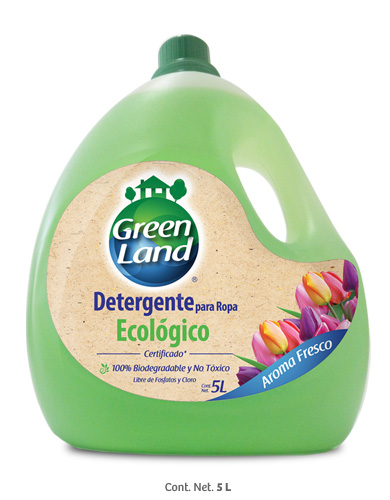 Green
Land
®
Detergente para Ropa
Ecológico
Certificado*
100% Biodegradable y No Tóxico
Libre de Fosfatos y Cloro
Cont. Net. 5L
Aroma Fresco
Cont. Net. 5 L